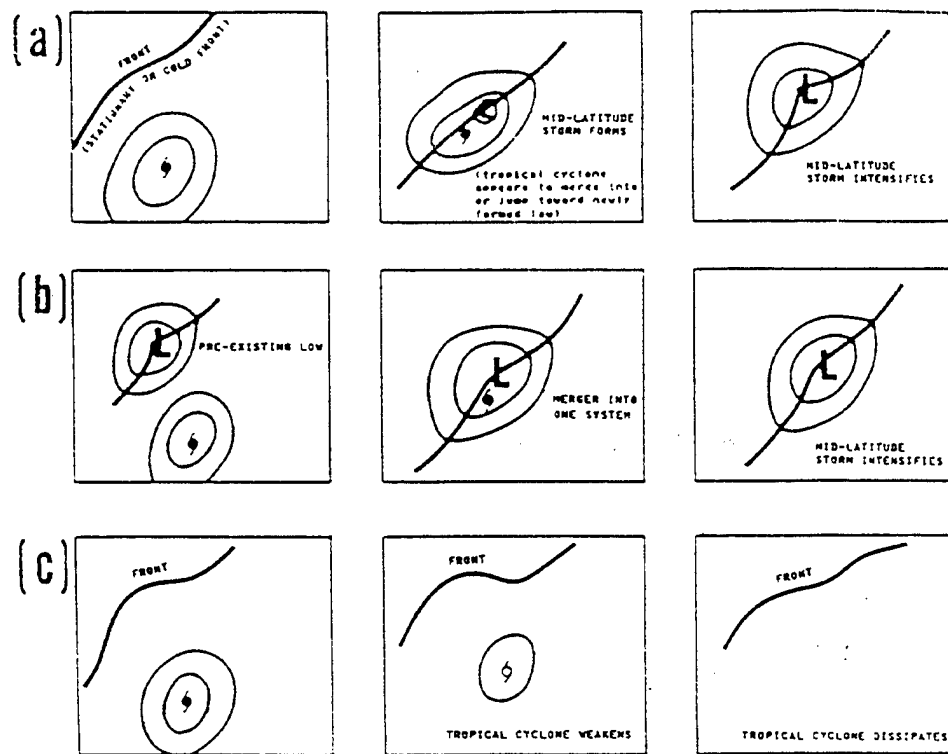 (a)
FRONT
(STATIONARY OR COLD FRONT)
MID-LATITUDE
STORM FORMS
(tropical cyclone
appears to merge into
or jump toward newly
formed low)
L
MID-LATITUDE
STORM INTENSIFIES
(b)
L
PRE-EXISTING LOW
L
MERGER INTO
ONE SYSTEM
L
MID-LATITUDE
STORM INTENSIFIES
(c)
FRONT
FRONT
TROPICAL CYCLONE WEAKENS
FRONT
TROPICAL CYCLONE DISSIPATES